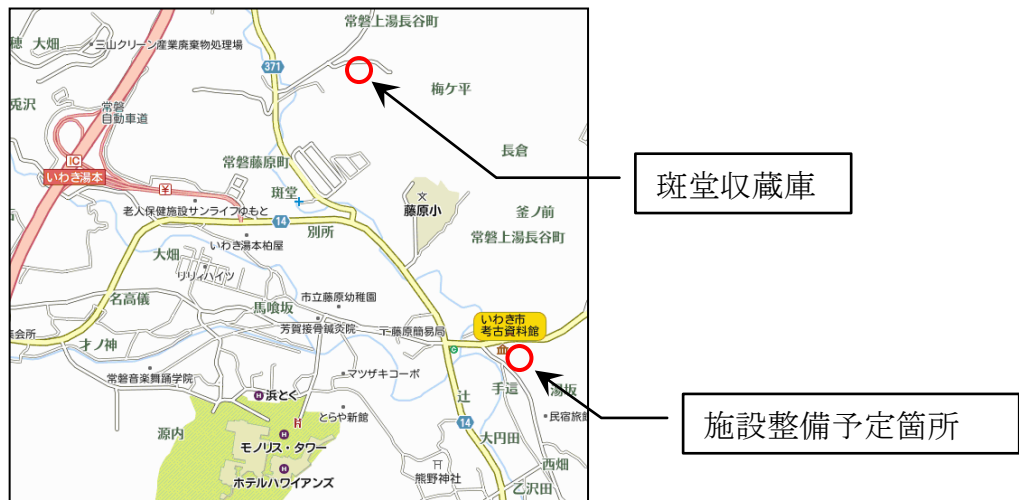 常磐上湯長谷町
穂
大畑
三山クリーン産業廃棄物処理場
371
梅ケ平
兎沢
常磐
自動車道
長倉
IC
いわき湯本
常磐藤原町
斑堂
藤原小
釜ノ前
老人保健施設サンライフゆもと
14
別所
常磐上湯長谷町
いわき湯本柏屋
大畑
リリィハイツ
名高儀
馬喰坂
市立藤原幼稚園
芳賀接骨鍼灸院
〒藤原簡易局
いわき市
考古資料館
集会所
才ノ神
常磐音楽舞踊学院
マツザキコーポ
手這
湯坂
浜とく
とらや新館
辻
民宿旅館
14
源内
モノリス・タワー
大円田
ホテルハワイアンズ
熊野神社
西畑
乙沢田
斑堂収蔵庫
施設整備予定箇所